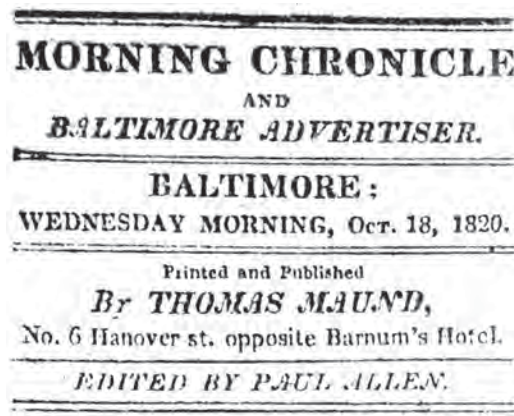 MORNING CHRONICLE
AND
BALTIMORE ADVERTISER.
BALTIMORE:
WEDNESDAY MORNING, Oct. 18, 1820.
Printed and Published
By THOMAS MAUND,
No. 6 Hanover st. opposite Barnum's Hotel.
EDITED BY PAUL ALLEN.